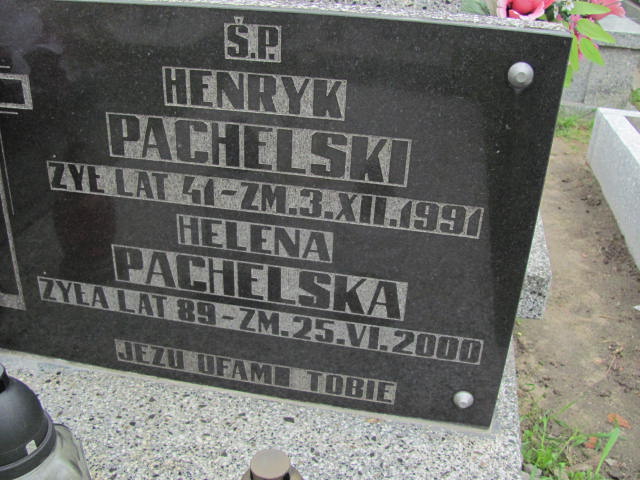 Ś.P.
HENRYK
PACHELSKI
ŻYŁ LAT 41-ZM.3.XII.1991
HELENA
PACHELSKA
ŻYŁA LAT 89-ZM.25.VI.2000
JEZU UFAM TOBIE